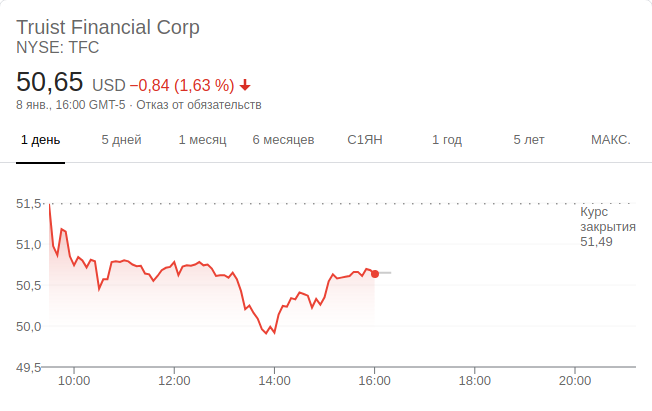 Truist Financial Corp
NYSE: TFC
50,65 USD −0,84 (1,63 %)
8 янв., 16:00 GMT-5 · Отказ от обязательств
1 день 5 дней 1 месяц 6 месяцев С1ЯН 1 год 5 лет МАКС.
51,5
Курс
закрытия
51,49
51,0
50,5
50,0
49,5
10:00 12:00 14:00 16:00 18:00 20:00